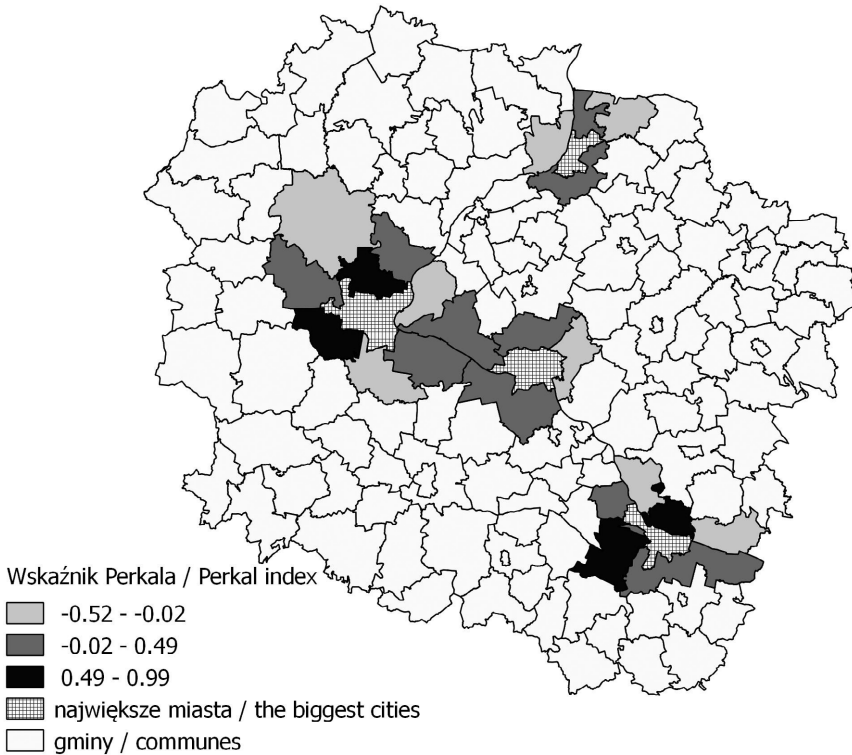 Wskaźnik Perkala / Perkal index
-0.52 - -0.02
-0.02 - 0.49
0.49 - 0.99
największe miasta / the biggest cities
gminy / communes